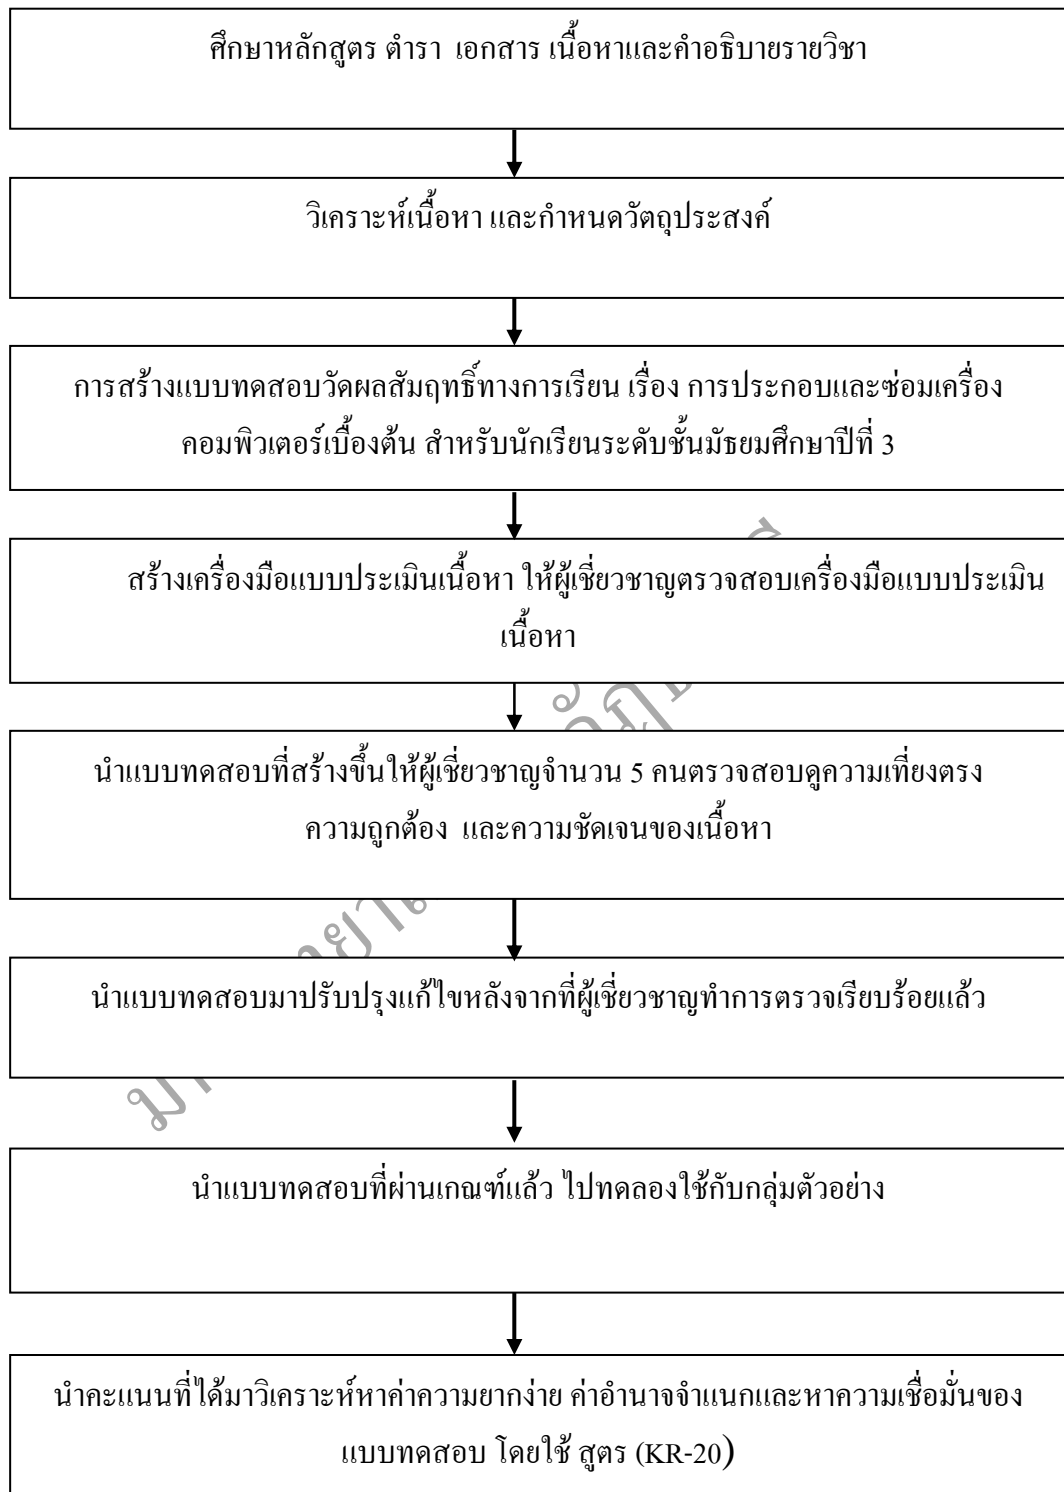 ศึกษาหลักสูตร ตำรา เอกสาร เนื้อหาและคำอธิบายรายวิชา
วิเคราะห์เนื้อหา และกำหนดวัตถุประสงค์
การสร้างแบบทดสอบวัดผลสัมฤทธิ์ทางการเรียน เรื่อง การประกอบและซ่อมเครื่อง
คอมพิวเตอร์เบื้องต้น สำหรับนักเรียนระดับชั้นมัธยมศึกษาปีที่ 3
สร้างเครื่องมือแบบประเมินเนื้อหา ให้ผู้เชี่ยวชาญตรวจสอบเครื่องมือแบบประเมิน
เนื้อหา
นำแบบทดสอบที่สร้างขึ้นให้ผู้เชี่ยวชาญจำนวน 5 คนตรวจสอบดูความเที่ยงตรง
ความถูกต้อง และความชัดเจนของเนื้อหา
นำแบบทดสอบมาปรับปรุงแก้ไขหลังจากที่ผู้เชี่ยวชาญทำการตรวจเรียบร้อยแล้ว
นำแบบทดสอบที่ผ่านเกณฑ์แล้ว ไปทดลองใช้กับกลุ่มตัวอย่าง
นำคะแนนที่ได้มาวิเคราะห์หาค่าความยากง่าย ค่าอำนาจจำแนกและหาความเชื่อมั่นของ
แบบทดสอบ โดยใช้ สูตร (KR-20)